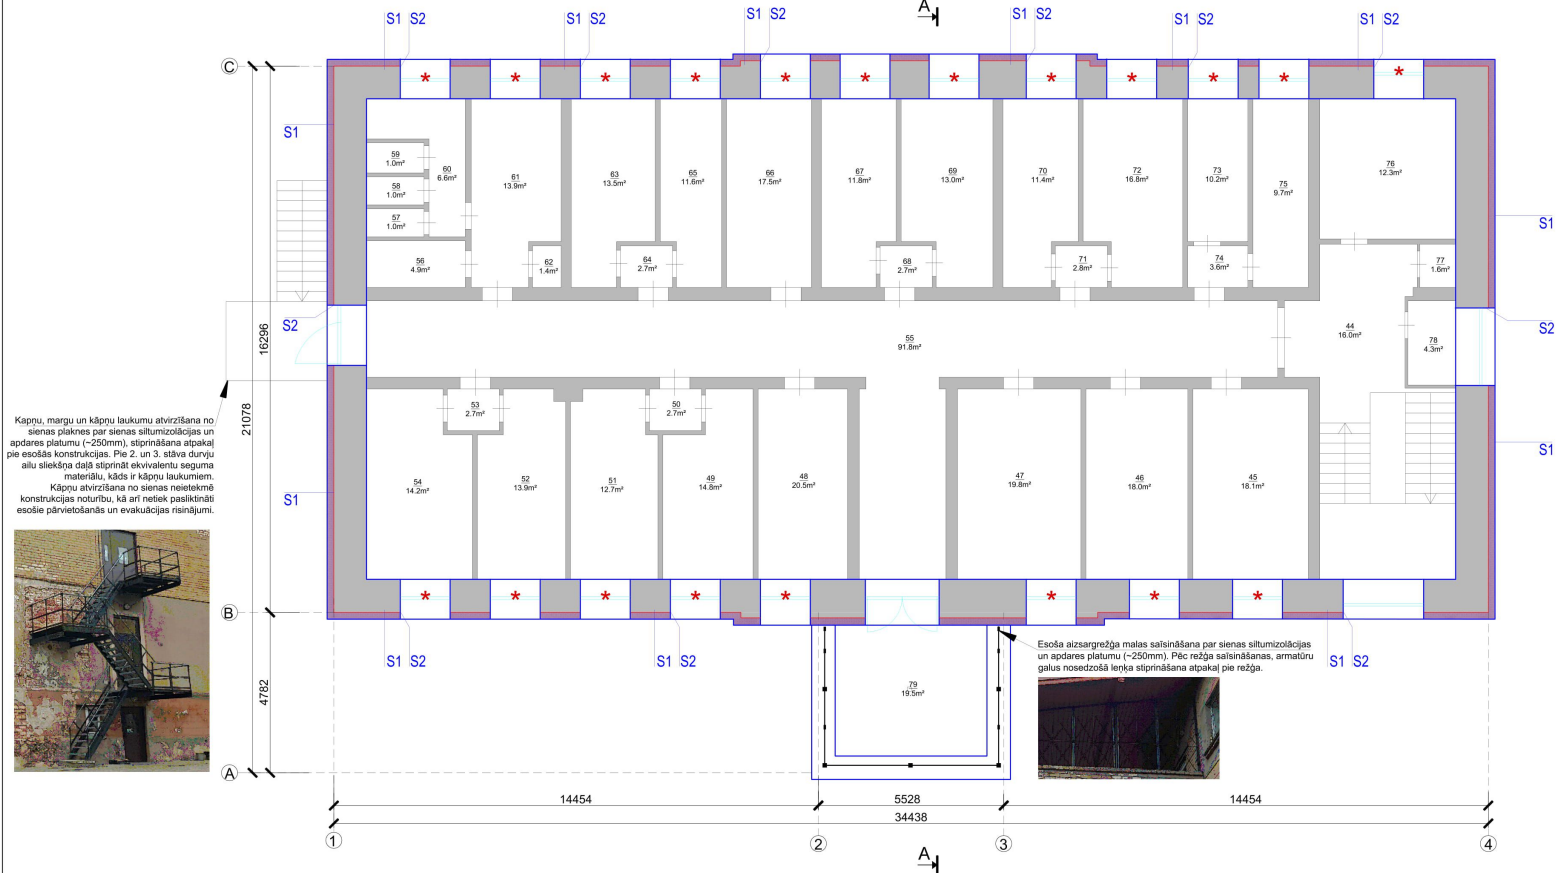 A
S1 S2
S1 S2
S1 S2
S1 S2
S1 S2
S1 S2
C
* * * * * * * * * * * *
S1
59
1.0m²
58
1.0m²
57
1.0m²
60
6.6m²
56
4.9m²
61
13.9m²
62
1.4m²
63
13.5m²
64
2.7m²
65
11.6m²
66
17.5m²
67
11.8m²
68
2.7m²
69
13.0m²
70
11.4m²
71
2.8m²
72
16.8m²
73
10.2m²
74
3.6m²
75
9.7m²
76
12.3m²
77
1.6m²
S1
S2
S2
16296
21078
55
91.8m²
44
16.0m²
78
4.3m²
Kapņu, margu un kāpņu laukumu atvirzīšana no
sienas plaknes par sienas siltumizolācijas un
apdares platumu (~250mm), stiprināšana atpakaļ
pie esošās konstrukcijas. Pie 2. un 3. stāva durvju
ailu sliekšņa daļā stiprināt ekvivalentu seguma
materiālu, kāds ir kāpņu laukumiem.
Kāpņu atvirzīšana no sienas neietekmē
konstrukcijas noturību, kā arī netiek pasliktināti
esošie pārvietošanās un evakuācijas risinājumi.
S1
S1
54
14.2m²
53
2.7m²
52
13.9m²
51
12.7m²
50
2.7m²
49
14.8m²
48
20.5m²
47
19.8m²
46
18.0m²
45
18.1m²
B
* * * * * * * *
S1 S2
S1 S2
S1 S2
Esoša aizsargrežģa malas saīsināšana par sienas siltumizolācijas
un apdares platumu (~250mm). Pēc režģa saīsināšanas, armatūru
galus nosedzošā leņķa stiprināšana atpakaļ pie režģa.
4782
79
19.5m²
A
14454
5528
14454
34438
1
2
3
4
A